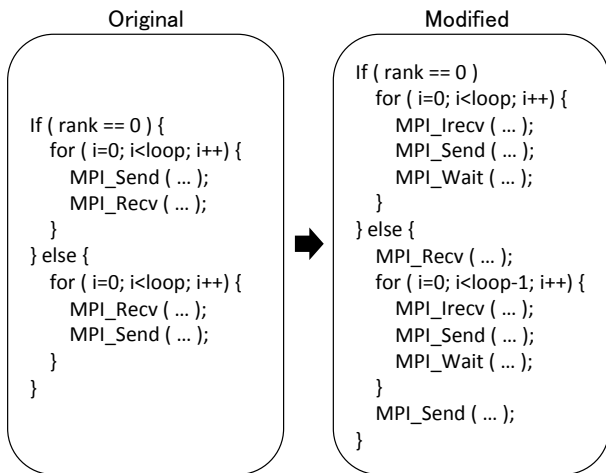 Original
If ( rank == 0 ) {
for ( i=0; i<loop; i++) {
MPI_Send ( ... );
MPI_Recv ( ... );
}
} else {
for ( i=0; i<loop; i++) {
MPI_Recv ( ... );
MPI_Send ( ... );
}
}
Modified
If ( rank == 0 )
for ( i=0; i<loop; i++) {
MPI_Irecv ( ... );
MPI_Send ( ... );
MPI_Wait ( ... );
}
} else {
MPI_Recv ( ... );
for ( i=0; i<loop-1; i++) {
MPI_Irecv ( ... );
MPI_Send ( ... );
MPI_Wait ( ... );
}
MPI_Send ( ... );
}